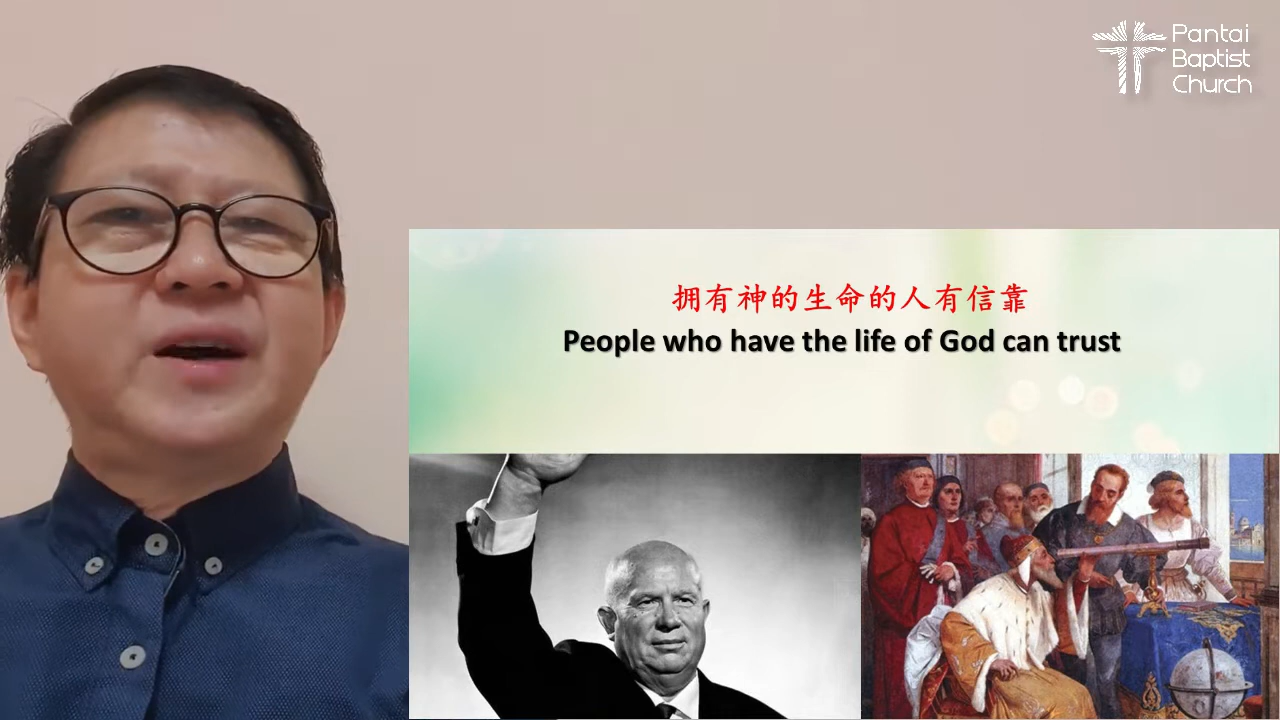 Pantai
Baptist
Church
拥有神的生命的人有信靠
People who have the life of God can trust